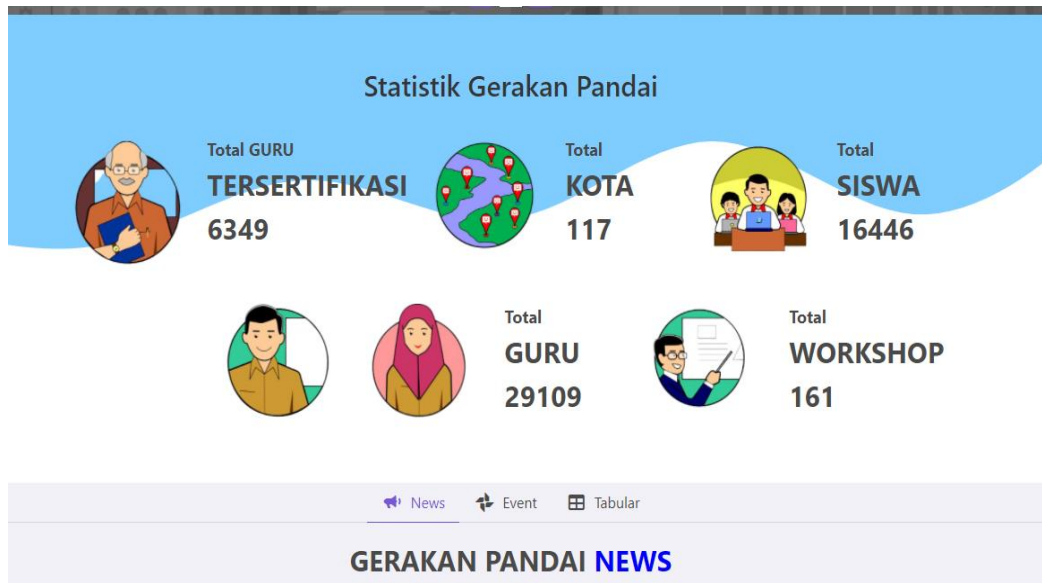 Statistik Gerakan Pandai
Total GURU
TERSERTIFIKASI
6349
Total
KOTA
117
Total
SISWA
16446
Total
GURU
29109
Total
WORKSHOP
161
News Event Tabular
GERAKAN PANDAI NEWS